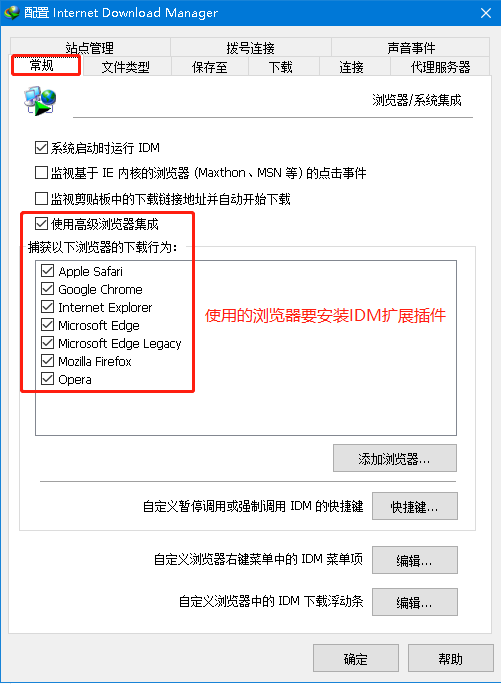 配置 Internet Download Manager
站点管理 拨号连接 声音事件
常规 文件类型 保存至 下载 连接 代理服务器
浏览器/系统集成
系统启动时运行 IDM
监视基于 IE 内核的浏览器 (Maxthon、MSN 等) 的点击事件
监视剪贴板中的下载链接地址并自动开始下载
使用高级浏览器集成
捕获以下浏览器的下载行为:
Apple Safari
Google Chrome
Internet Explorer
使用的浏览器要安装IDM扩展插件
Microsoft Edge
Microsoft Edge Legacy
Mozilla Firefox
Opera
添加浏览器...
自定义暂停调用或强制调用 IDM 的快捷键 快捷键...
自定义浏览器右键菜单中的 IDM 菜单项 编辑...
自定义浏览器中的 IDM 下载浮动条 编辑...
确定 帮助